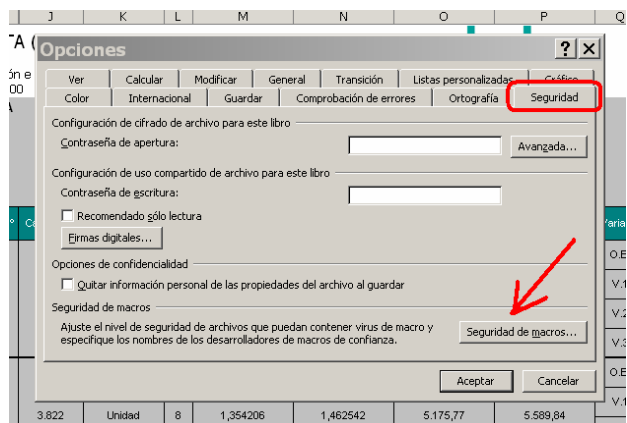 J K L M N O P Q
TA (
Opciones
ón e
00
Ver Calcular Modificar General Transición Listas personalizadas Gráfico
Color Internacional Guardar Comprobación de errores Ortografía Seguridad
Configuración de cifrado de archivo para este libro
Contraseña de apertura:
Avanzada...
Configuración de uso compartido de archivo para este libro
Contraseña de escritura:
Recomendado sólo lectura
Firmas digitales...
Opciones de confidencialidad
Quitar información personal de las propiedades del archivo al guardar
Seguridad de macros
Ajuste el nivel de seguridad de archivos que puedan contener virus de macro y
especifique los nombres de los desarrolladores de macros de confianza.
Seguridad de macros...
Aceptar Cancelar
3.822 Unidad 8 1,354206 1,462542 5.175,77 5.589,84